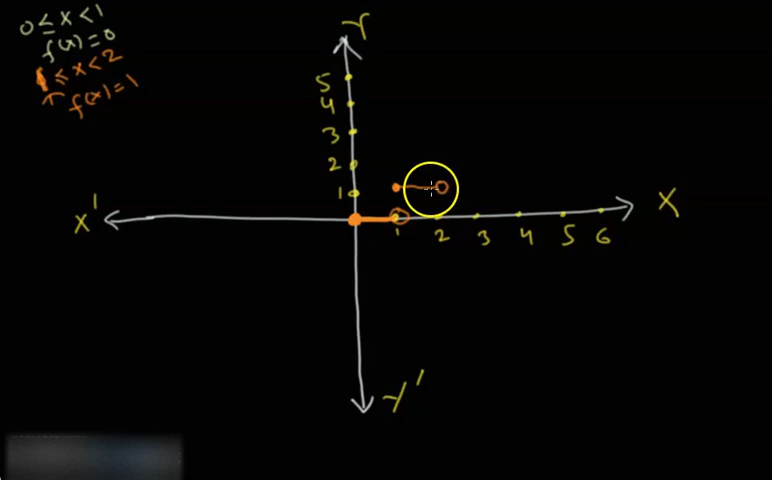 0 ≤ x < 1
f(x) = 0
1 ≤ x < 2
f(x) = 1
Y
5
4
3
2
1
X' X
1 2 3 4 5 6
Y'